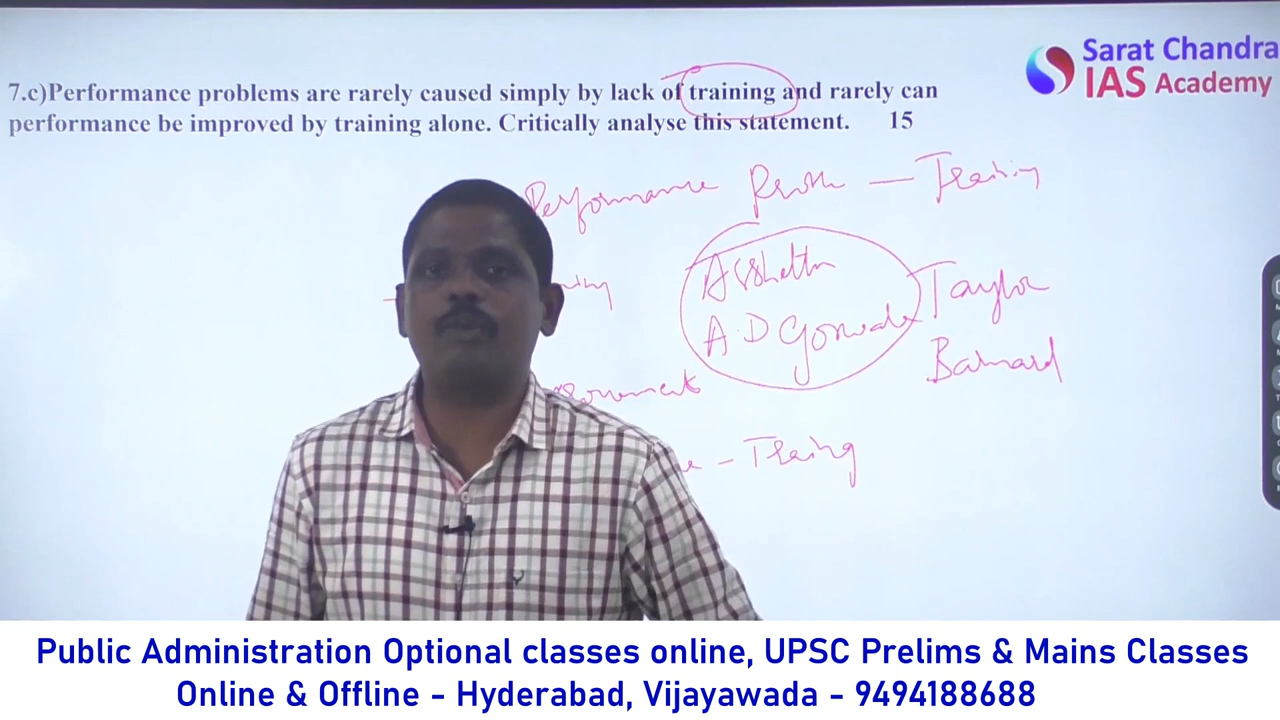 Sarat Chandra
IAS Academy
7.c)Performance problems are rarely caused simply by lack of training and rarely can
performance be improved by training alone. Critically analyse this statement. 15
Performance — Training
Taylor
A.D Gorwala
Barnard
Public Administration Optional classes online, UPSC Prelims & Mains Classes
Online & Offline - Hyderabad, Vijayawada - 9494188688